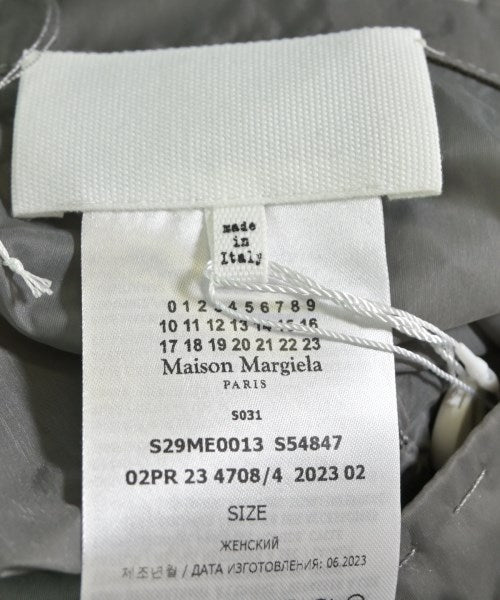 made
in
Italy
0 1 2 3 4 5 6 7 8 9
10 11 12 13 14 15 16
17 18 19 20 21 22 23
Maison Margiela
PARIS
S031
S29ME0013 S54847
02PR 23 4708/4 2023 02
SIZE
ЖЕНСКИЙ
제조년월 / ДАТА ИЗГОТОВЛЕНИЯ: 06.2023